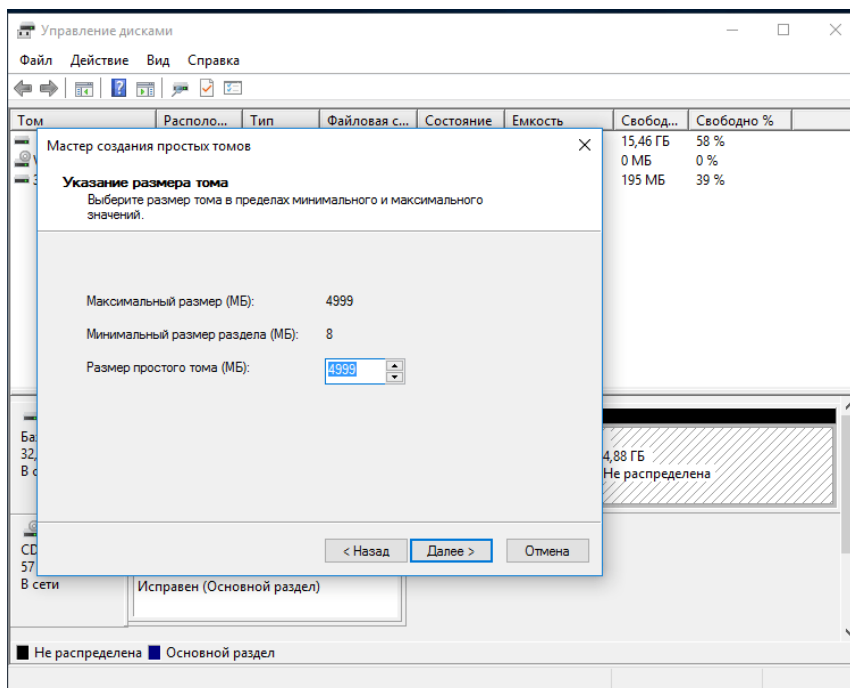 Управление дисками
Файл Действие Вид Справка
Том Располо... Тип Файловая с... Состояние Емкость Свобод... Свободно %
15,46 ГБ 58 %
0 МБ 0 %
195 МБ 39 %
Мастер создания простых томов
Указание размера тома
Выберите размер тома в пределах минимального и максимального
значений.
Максимальный размер (МБ): 4999
Минимальный размер раздела (МБ): 8
Размер простого тома (МБ): 4999
< Назад Далее > Отмена
Ба
32,
В с
4,88 ГБ
Не распределена
CD
57
В сети
Исправен (Основной раздел)
Не распределена Основной раздел